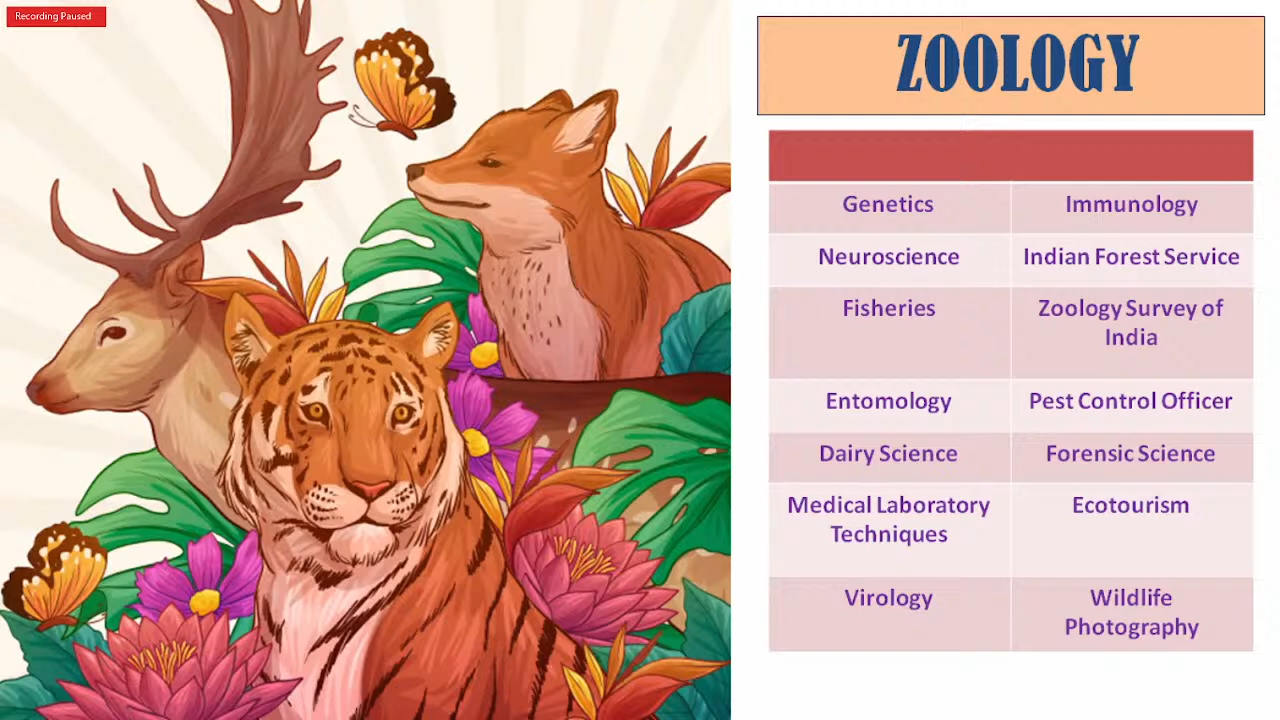 Recording Paused
ZOOLOGY
Genetics
Immunology
Neuroscience
Indian Forest Service
Fisheries
Zoology Survey of
India
Entomology
Pest Control Officer
Dairy Science
Forensic Science
Medical Laboratory
Techniques
Ecotourism
Virology
Wildlife
Photography